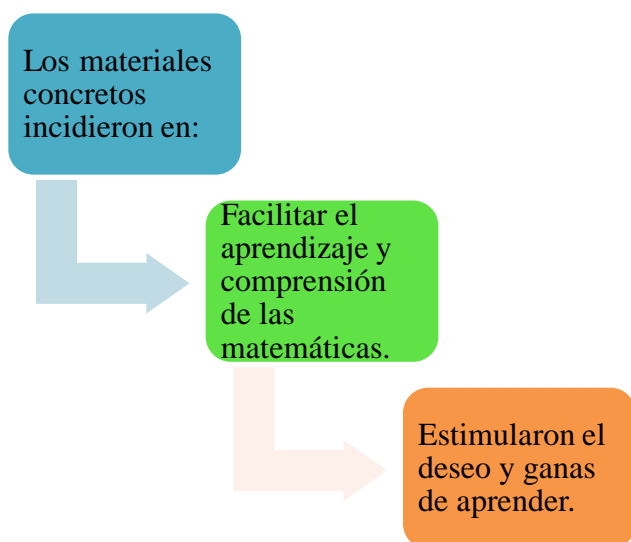 Los materiales
concretos
incidieron en:
Facilitar el
aprendizaje y
comprensión
de las
matemáticas.
Estimularon el
deseo y ganas
de aprender.